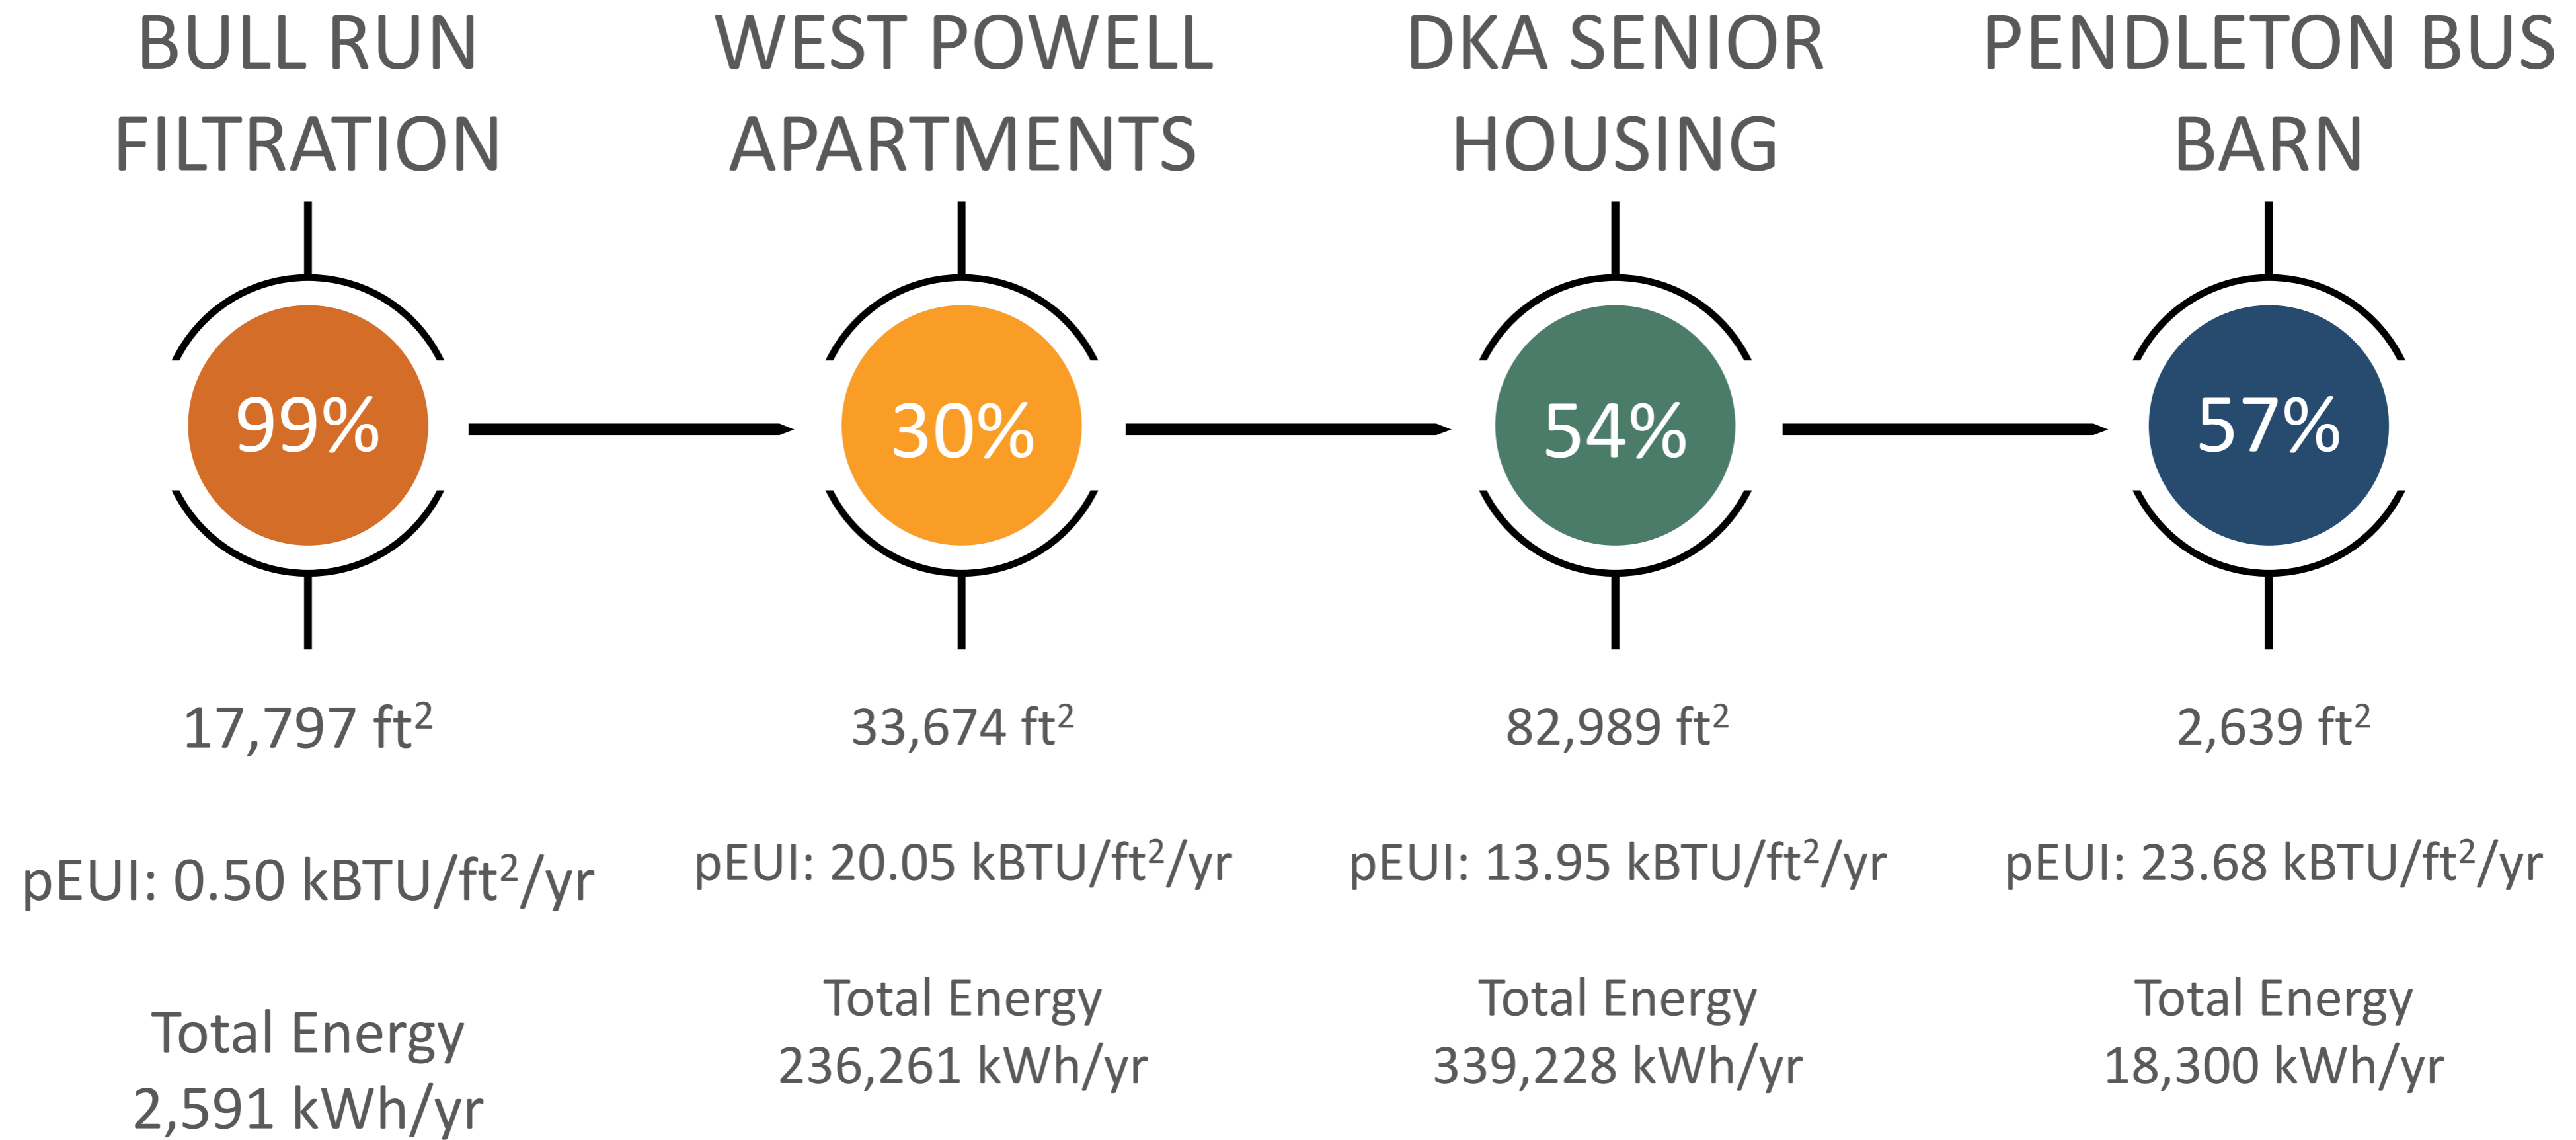 BULL RUN
FILTRATION
99%
17,797 ft²
pEUI: 0.50 kBTU/ft²/yr
Total Energy
2,591 kWh/yr
WEST POWELL
APARTMENTS
30%
33,674 ft²
pEUI: 20.05 kBTU/ft²/yr
Total Energy
236,261 kWh/yr
DKA SENIOR
HOUSING
54%
82,989 ft²
pEUI: 13.95 kBTU/ft²/yr
Total Energy
339,228 kWh/yr
PENDLETON BUS
BARN
57%
2,639 ft²
pEUI: 23.68 kBTU/ft²/yr
Total Energy
18,300 kWh/yr